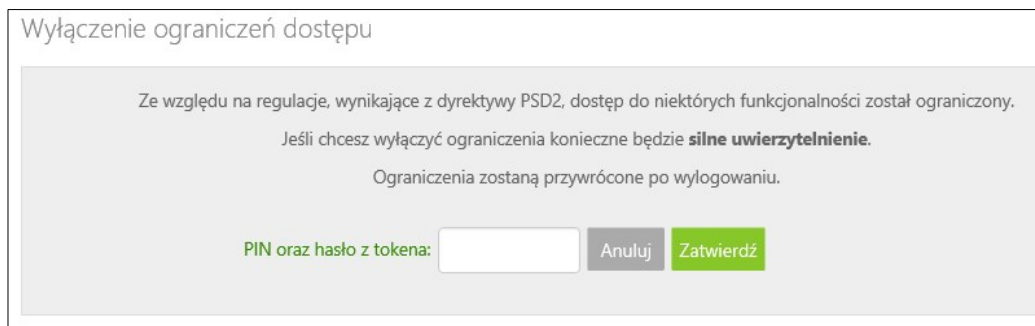 Wyłączenie ograniczeń dostępu
Ze względu na regulacje, wynikające z dyrektywy PSD2, dostęp do niektórych funkcjonalności został ograniczony.
Jeśli chcesz wyłączyć ograniczenia konieczne będzie silne uwierzytelnienie.
Ograniczenia zostaną przywrócone po wylogowaniu.
PIN oraz hasło z tokena: Anuluj Zatwierdź